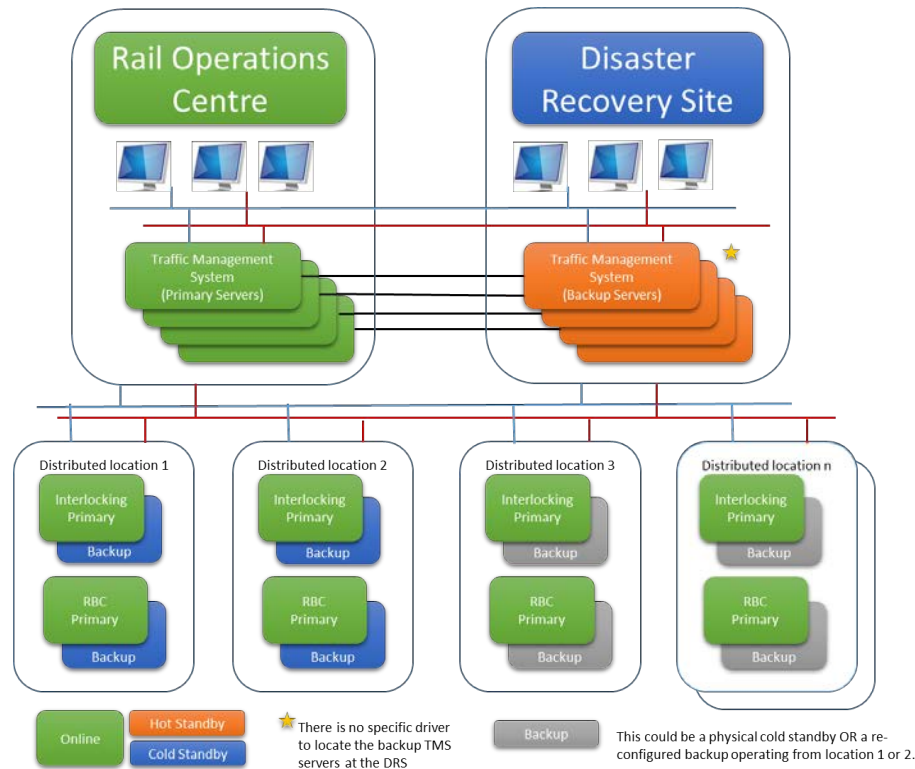 Rail Operations
Centre
Disaster
Recovery Site
Traffic Management
System
(Primary Servers)
Traffic Management
System
(Backup Servers)
Distributed location 1
Interlocking
Primary
Backup
RBC
Primary
Backup
Distributed location 2
Interlocking
Primary
Backup
RBC
Primary
Backup
Distributed location 3
Interlocking
Primary
Backup
RBC
Primary
Backup
Distributed location n
Interlocking
Primary
Backup
RBC
Primary
Backup
Online
Hot Standby
Cold Standby
There is no specific driver
to locate the backup TMS
servers at the DRS
Backup
This could be a physical cold standby OR a re-
configured backup operating from location 1 or 2.